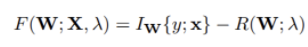 F(W; X, λ) = I_W{y; x} − R(W; λ)